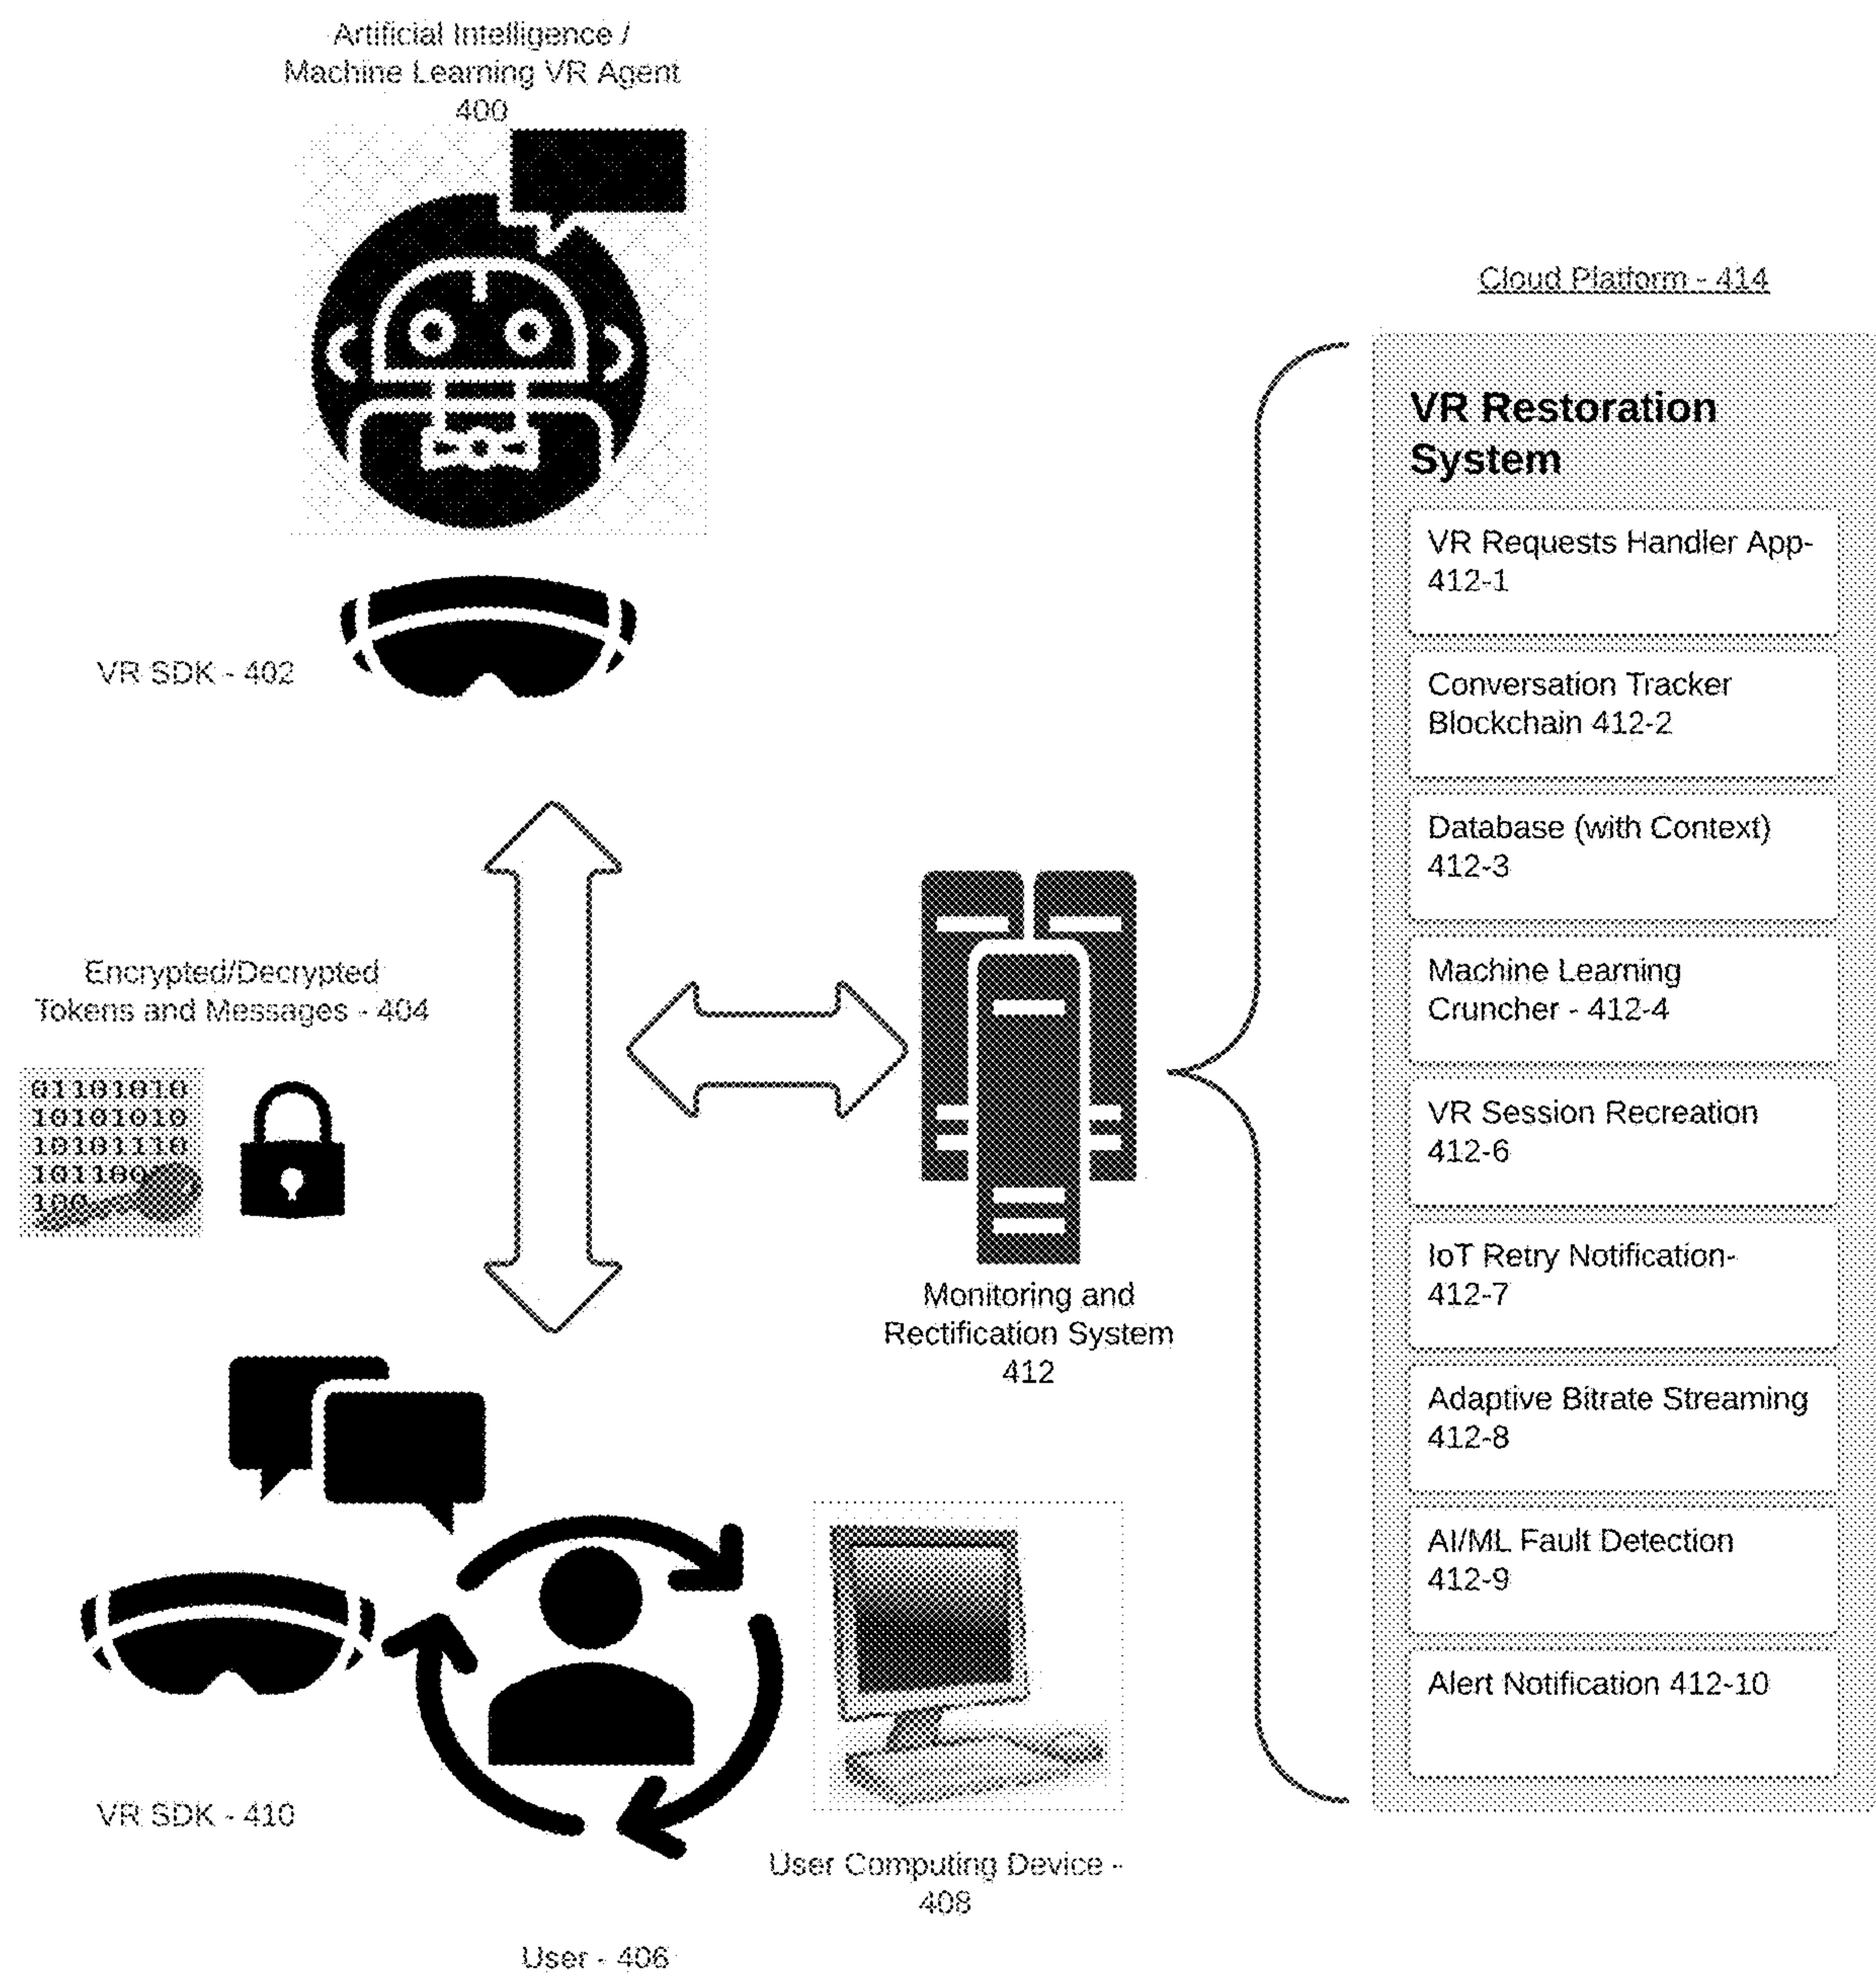 Artificial Intelligence /
Machine Learning VR Agent
400
VR SDK - 402
Encrypted/Decrypted
Tokens and Messages - 404
01101010
10101010
10101110
101100
100
Monitoring and
Rectification System
412
VR SDK - 410
User Computing Device -
408
User - 406
Cloud Platform - 414
VR Restoration
System
VR Requests Handler App-
412-1
Conversation Tracker
Blockchain 412-2
Database (with Context)
412-3
Machine Learning
Cruncher - 412-4
VR Session Recreation
412-6
IoT Retry Notification-
412-7
Adaptive Bitrate Streaming
412-8
AI/ML Fault Detection
412-9
Alert Notification 412-10